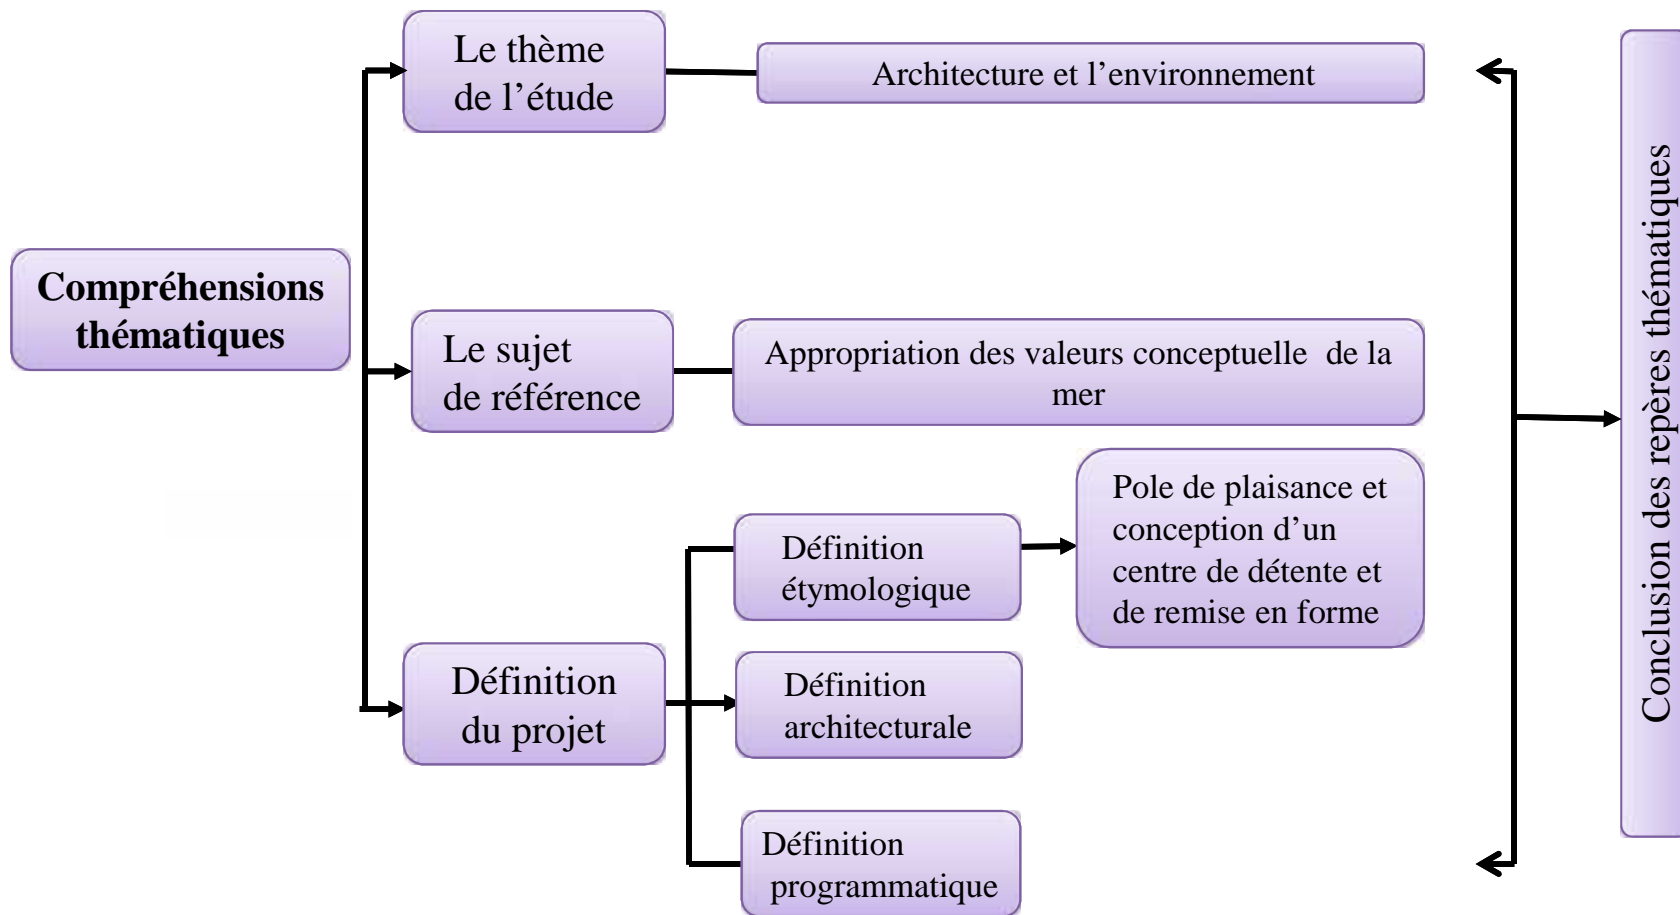 Le thème
de l’étude
Architecture et l’environnement
Compréhensions
thématiques
Le sujet
de référence
Appropriation des valeurs conceptuelle  de la
mer
Définition
du projet
Définition
étymologique
Pole de plaisance et
conception d’un
centre de détente et
de remise en forme
Définition
architecturale
Définition
programmatique
Conclusion des repères thématiques